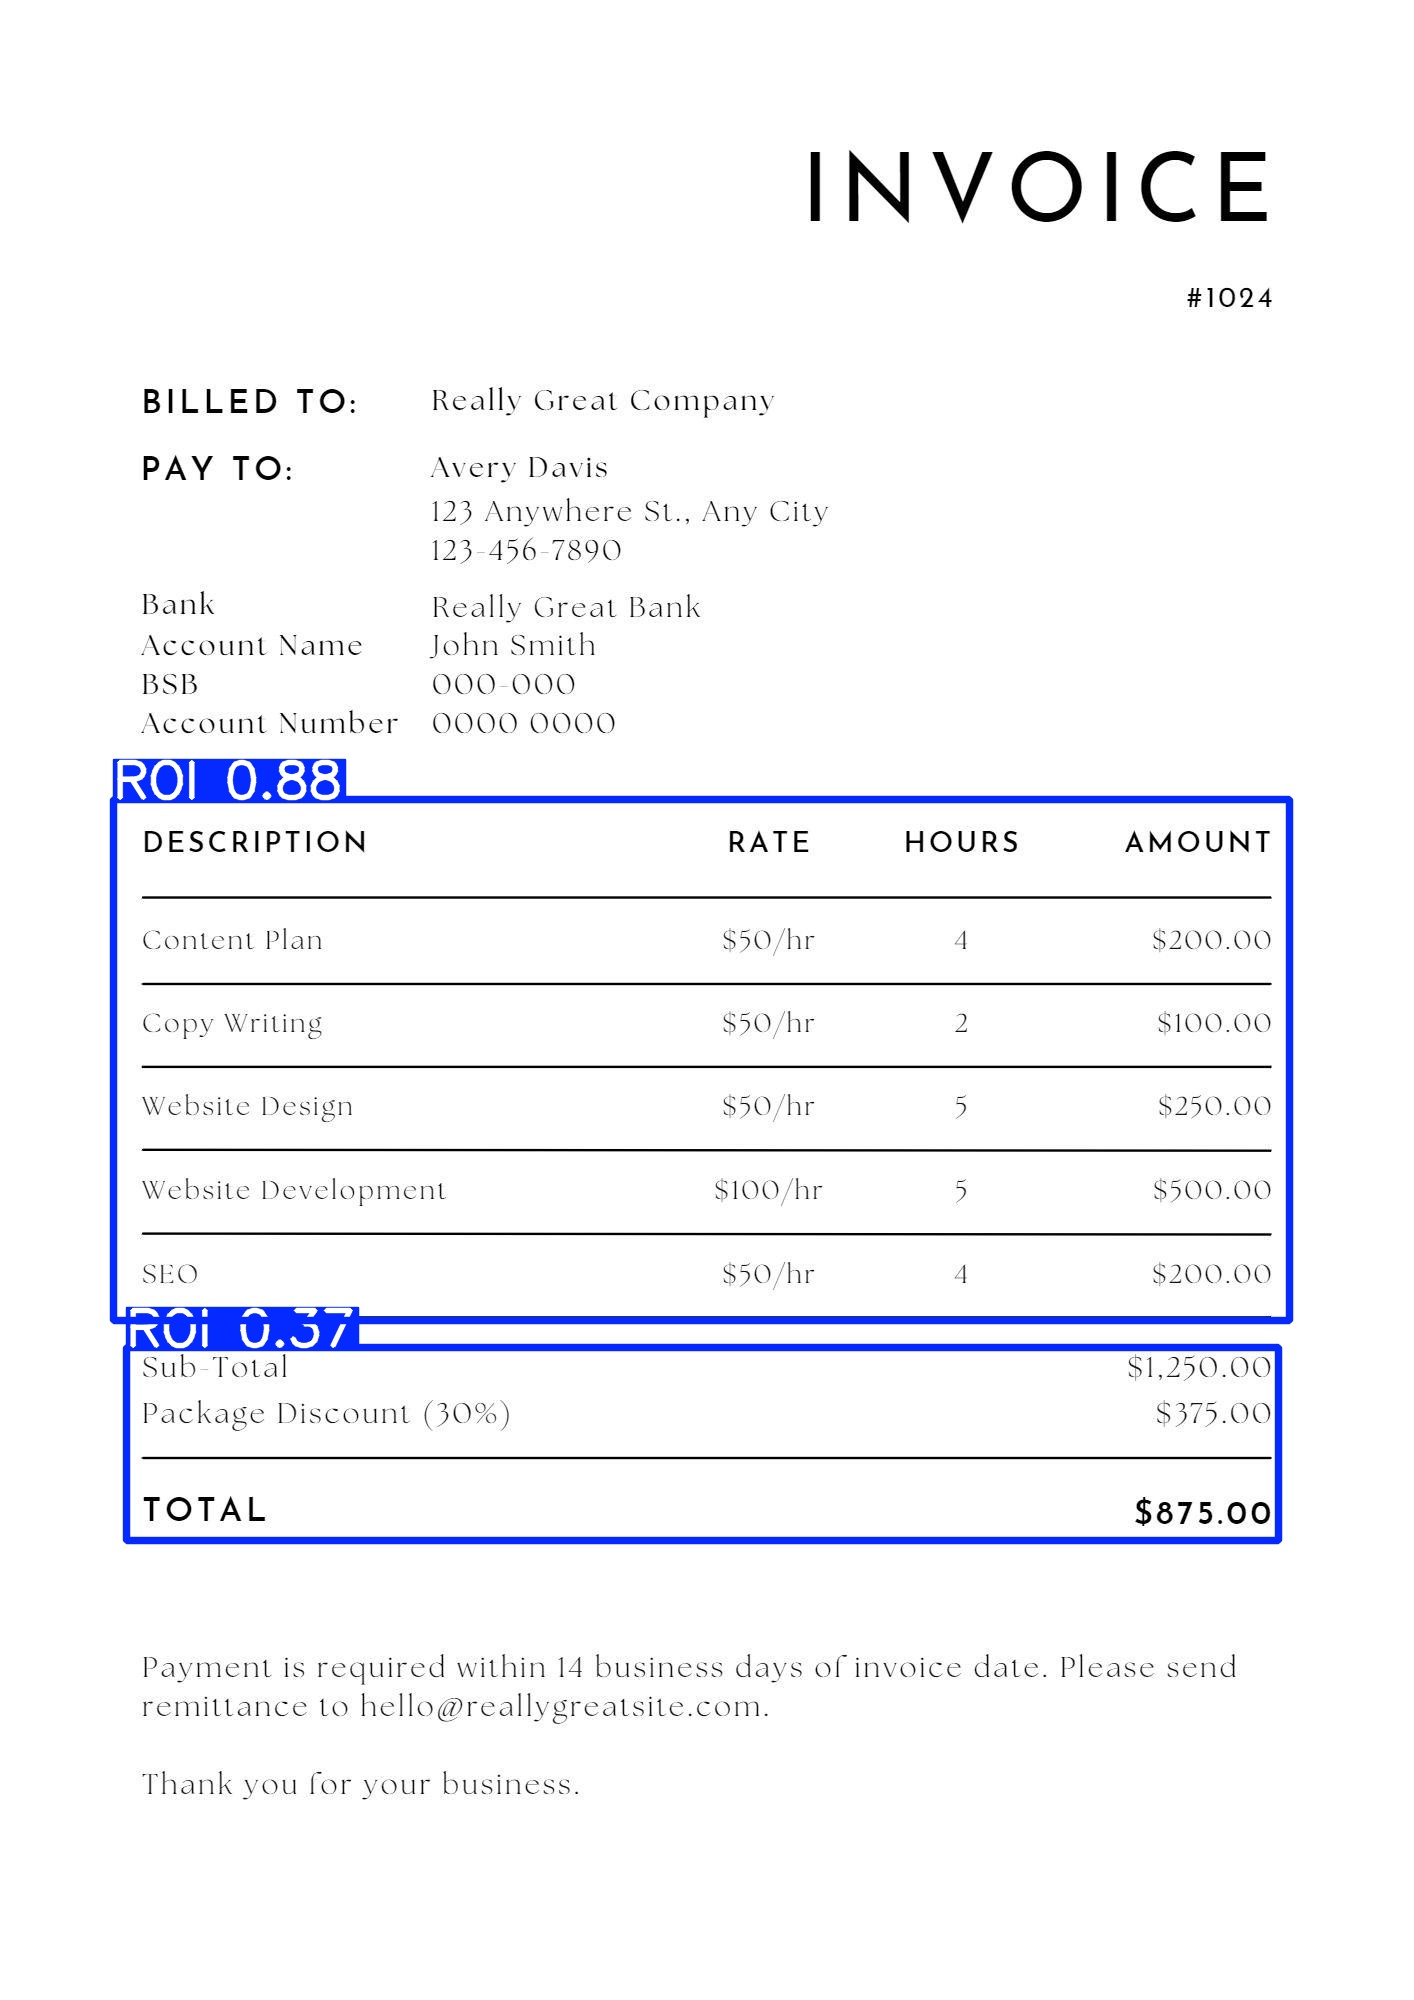 INVOICE
#1024
BILLED TO: Really Great Company
PAY TO: Avery Davis
123 Anywhere St., Any City
123-456-7890
Bank Really Great Bank
Account Name John Smith
BSB 000-000
Account Number 0000 0000
ROI 0.88
DESCRIPTION RATE HOURS AMOUNT
Content Plan $50/hr 4 $200.00
Copy Writing $50/hr 2 $100.00
Website Design $50/hr 5 $250.00
Website Development $100/hr 5 $500.00
SEO $50/hr 4 $200.00
ROI 0.37
Sub-Total $1,250.00
Package Discount (30%) $375.00
TOTAL $875.00
Payment is required within 14 business days of invoice date. Please send
remittance to hello@reallygreatsite.com.
Thank you for your business.